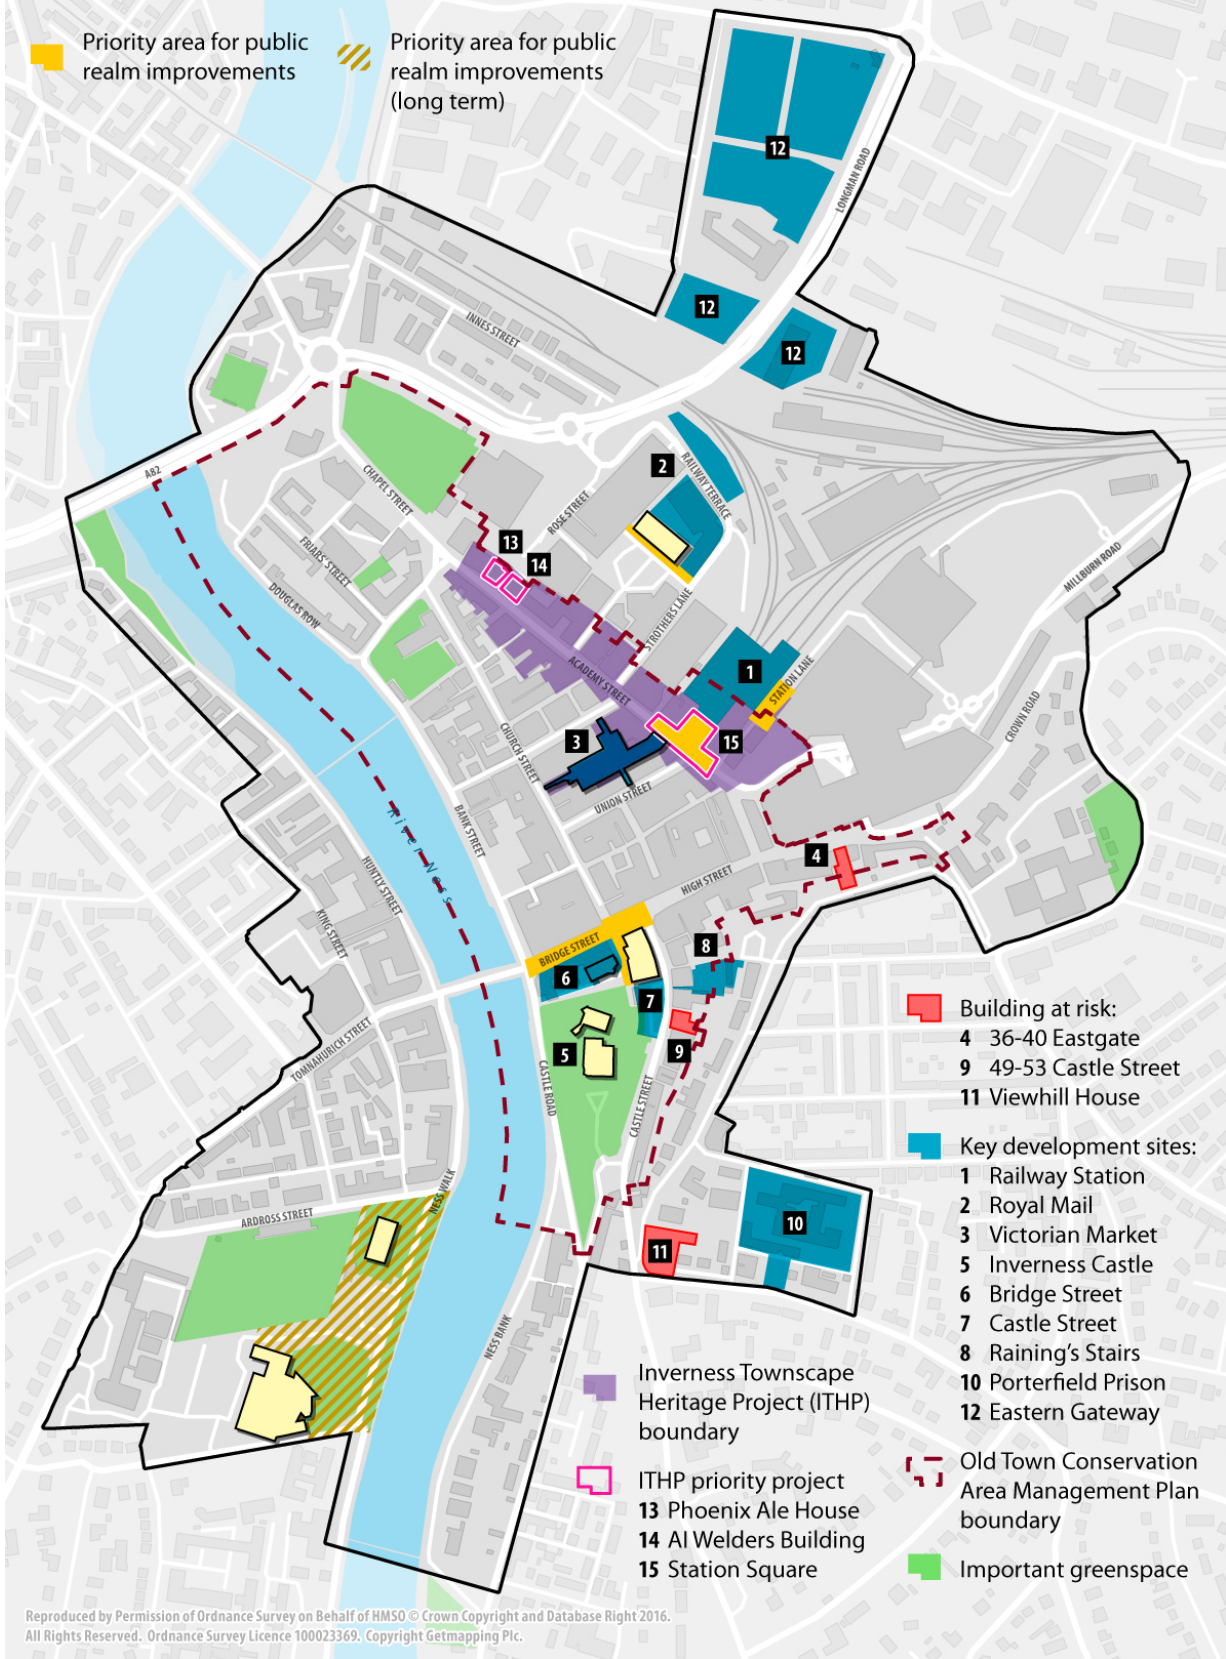 Priority area for public
realm improvements
Priority area for public
realm improvements
(long term)
12
LONGMAN ROAD
12
12
INNES STREET
A82
CHAPEL STREET
2
RAILWAY TERRACE
ROSE STREET
13
14
FRIARS' STREET
DOUGLAS ROW
MILLBURN ROAD
STROTHERS LANE
ACADEMY STREET
1
STATION LANE
CROWN ROAD
3
15
CHURCH STREET
UNION STREET
BANK STREET
River Ness
HUNTLY STREET
KING STREET
4
HIGH STREET
BRIDGE STREET
8
6
7
5
9
TOMNAHURICH STREET
CASTLE ROAD
CASTLE STREET
NESS WALK
ARDROSS STREET
10
11
NESS BANK
Building at risk:
4 36-40 Eastgate
9 49-53 Castle Street
11 Viewhill House
Key development sites:
1 Railway Station
2 Royal Mail
3 Victorian Market
5 Inverness Castle
6 Bridge Street
7 Castle Street
8 Raining's Stairs
10 Porterfield Prison
12 Eastern Gateway
Inverness Townscape
Heritage Project (ITHP)
boundary
ITHP priority project
13 Phoenix Ale House
14 AI Welders Building
15 Station Square
Old Town Conservation
Area Management Plan
boundary
Important greenspace
Reproduced by Permission of Ordnance Survey on Behalf of HMSO © Crown Copyright and Database Right 2016.
All Rights Reserved. Ordnance Survey Licence 100023369. Copyright Getmapping Plc.